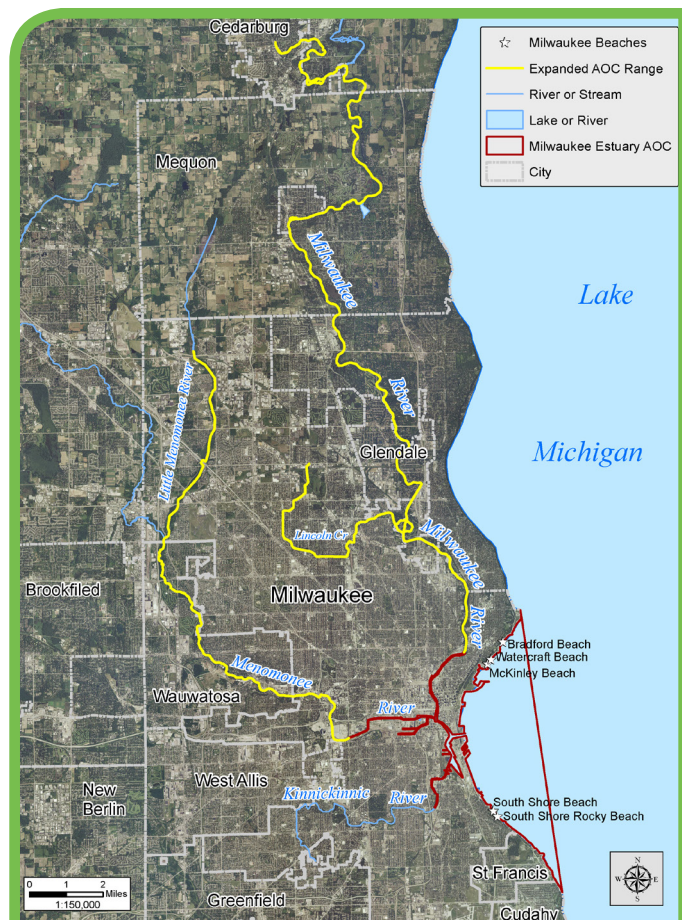 Cedarburg
Milwaukee Beaches
Expanded AOC Range
River or Stream
Lake or River
Milwaukee Estuary AOC
City
Mequon
Milwaukee
River
Lake
Michigan
Little Menomonee River
Glendale
Lincoln Cr
Milwaukee
River
Brookfiled
Milwaukee
Bradford Beach
Watercraft Beach
McKinley Beach
Menomonee
River
Wauwatosa
West Allis
New
Berlin
Kinnickinnic
River
South Shore Beach
South Shore Rocky Beach
St Francis
Greenfield
Cudahy
0 1 2
Miles
1:150,000
N
W E
S